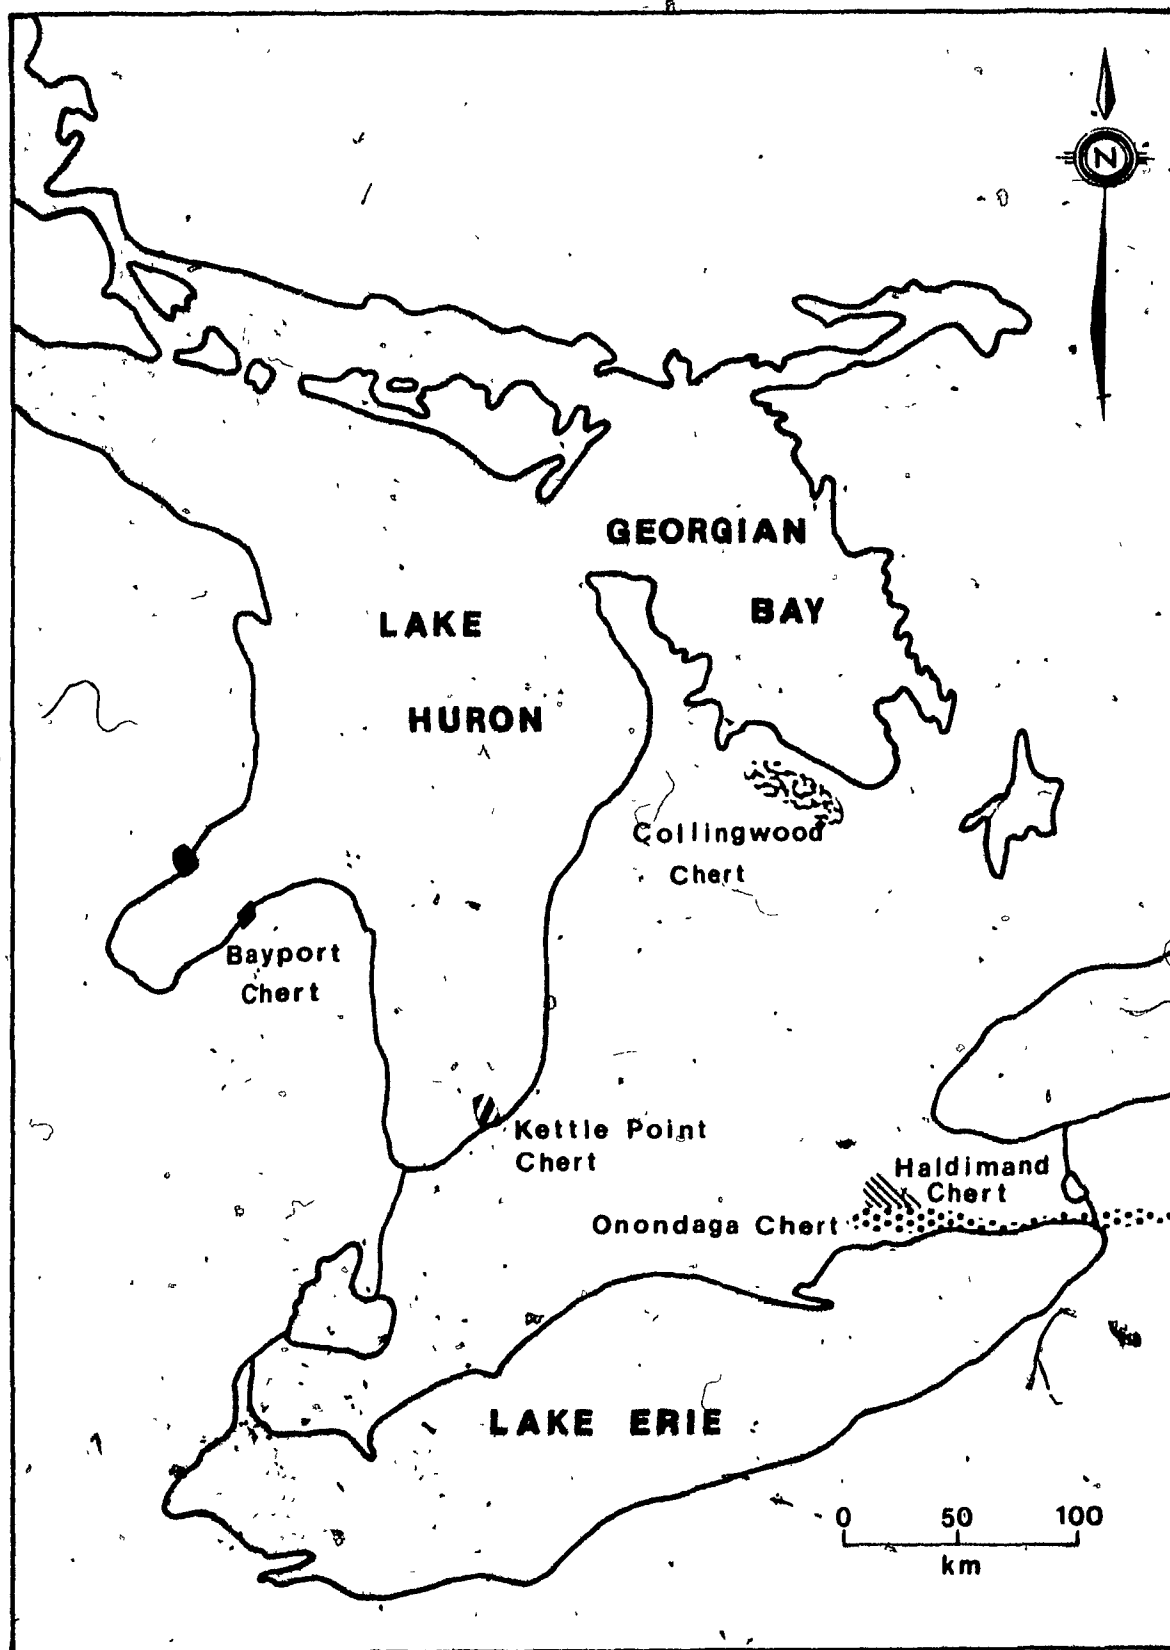 N
GEORGIAN
BAY
LAKE
HURON
Collingwood
Chert
Bayport
Chert
Kettle Point
Chert
Haldimand
Chert
Onondaga Chert
LAKE ERIE
0 50 100
km